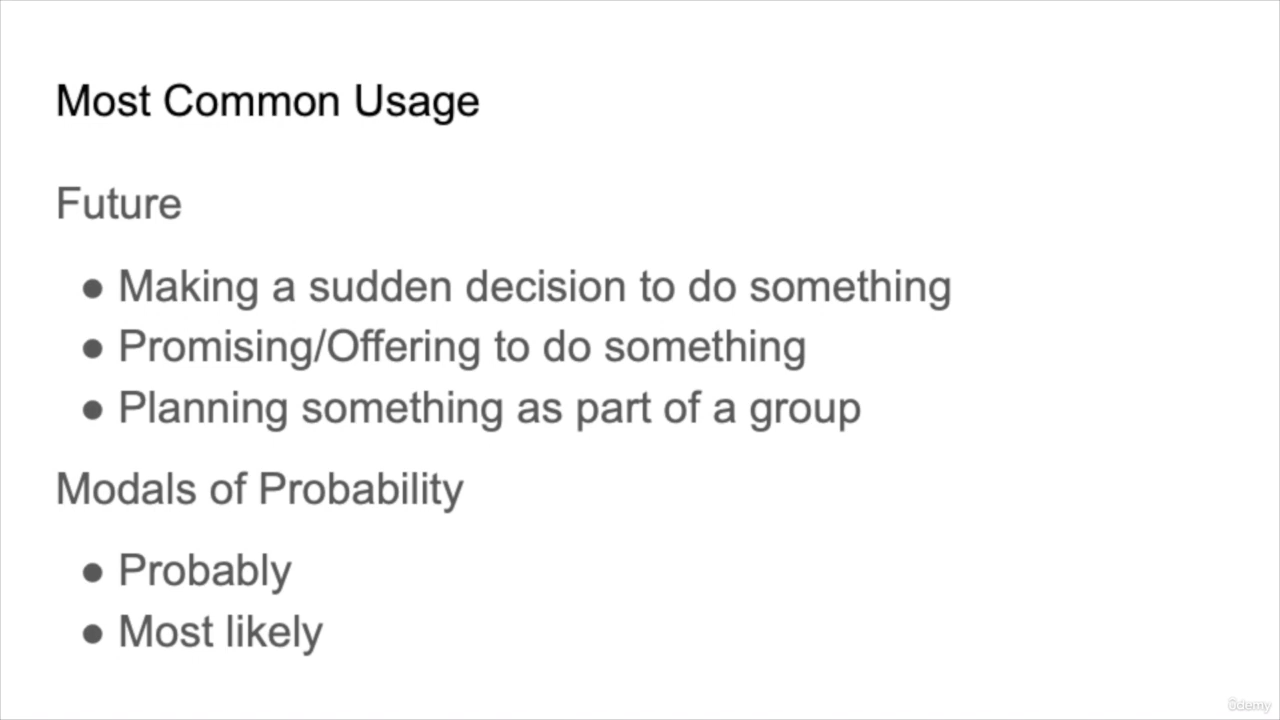 Most Common Usage
Future
● Making a sudden decision to do something
● Promising/Offering to do something
● Planning something as part of a group
Modals of Probability
● Probably
● Most likely
ûdemy